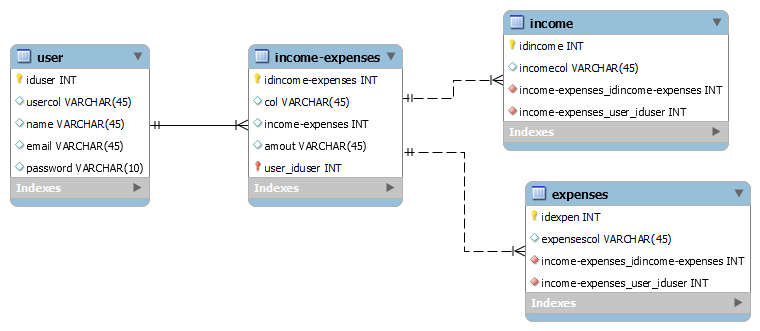 user
iduser INT
usercol VARCHAR(45)
name VARCHAR(45)
email VARCHAR(45)
password VARCHAR(10)
Indexes
income-expenses
idincome-expenses INT
col VARCHAR(45)
income-expenses INT
amout VARCHAR(45)
user_iduser INT
Indexes
income
idincome INT
incomecol VARCHAR(45)
income-expenses_idincome-expenses INT
income-expenses_user_iduser INT
Indexes
expenses
idexpen INT
expensescol VARCHAR(45)
income-expenses_idincome-expenses INT
income-expenses_user_iduser INT
Indexes